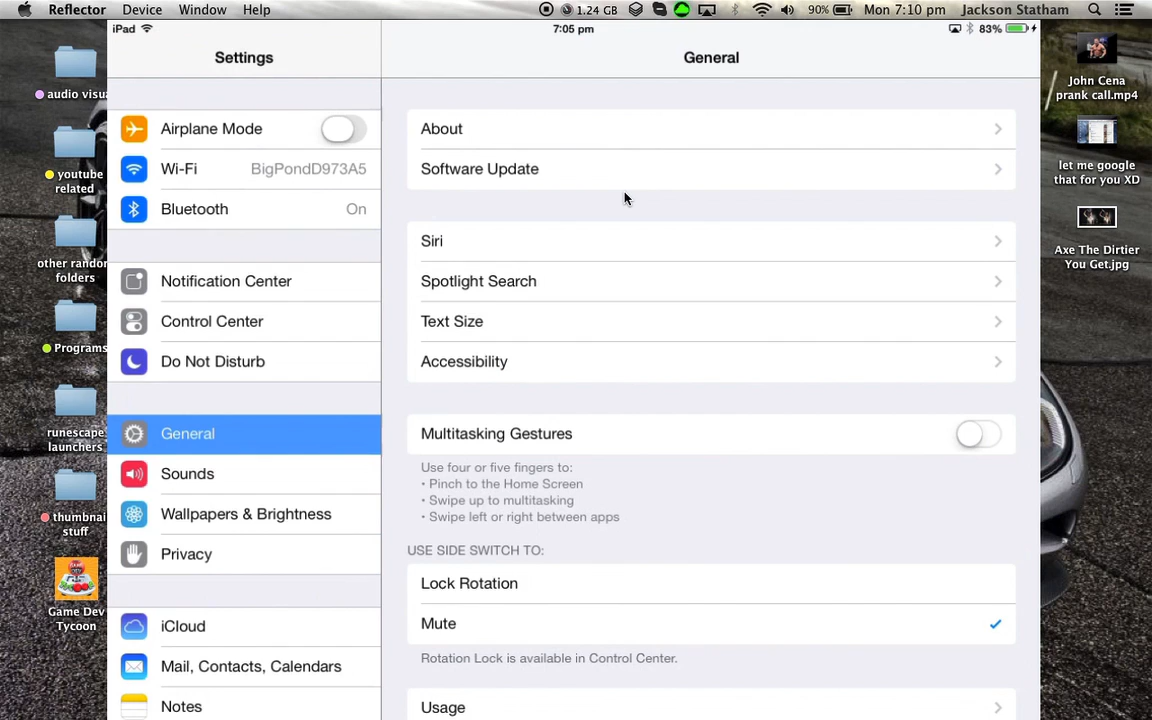 Reflector Device Window Help 1.24 GB 90% Mon 7:10 pm Jackson Statham
iPad 7:05 pm 83%
Settings
General
Airplane Mode
Wi-Fi BigPondD973A5
Bluetooth On
Notification Center
Control Center
Do Not Disturb
General
Sounds
Wallpapers & Brightness
Privacy
iCloud
Mail, Contacts, Calendars
Notes
About
Software Update
Siri
Spotlight Search
Text Size
Accessibility
Multitasking Gestures
Use four or five fingers to:
• Pinch to the Home Screen
• Swipe up to multitasking
• Swipe left or right between apps
USE SIDE SWITCH TO:
Lock Rotation
Mute
Rotation Lock is available in Control Center.
Usage
audio visu
youtube
related
other random
folders
Programs
runescape
launchers
thumbnai
stuff
Game Dev
Tycoon
John Cena
prank call.mp4
let me google
that for you XD
Axe The Dirtier
You Get.jpg